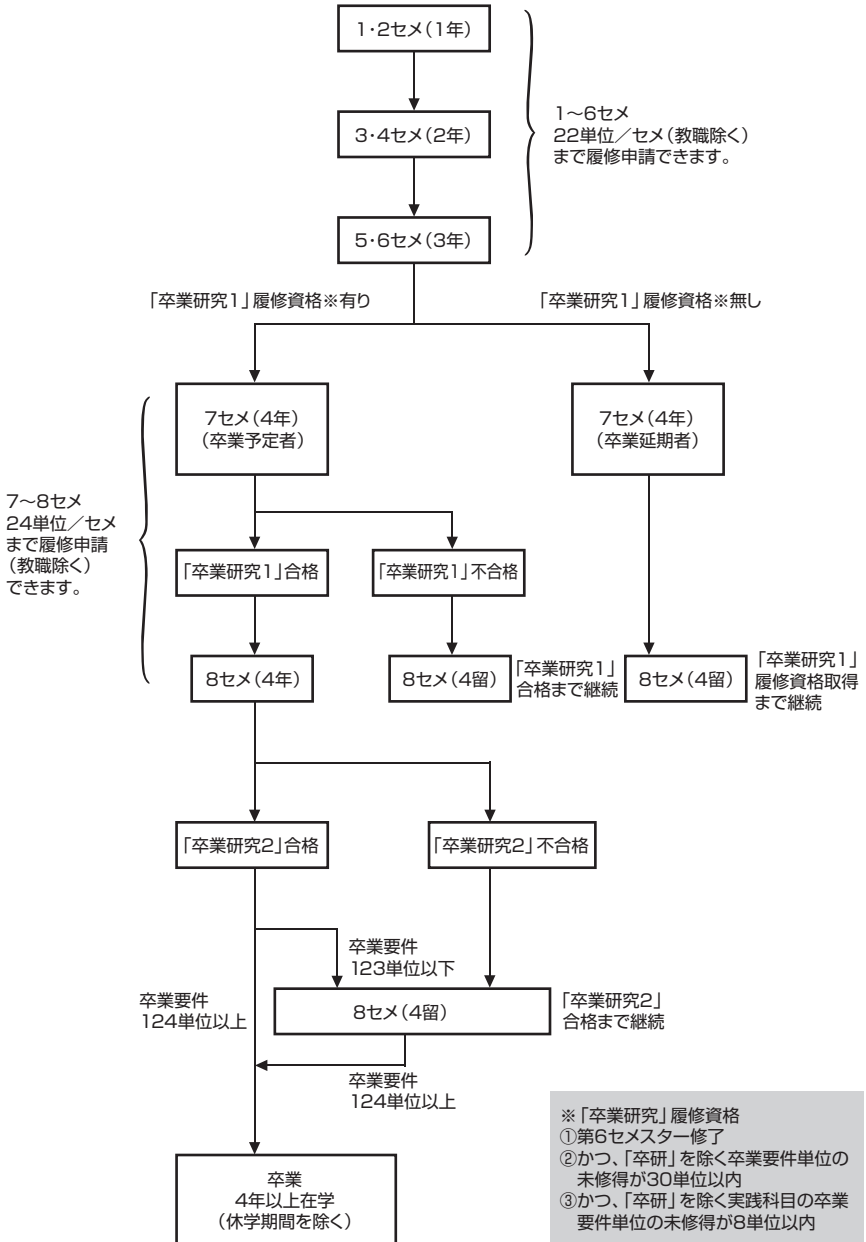 1・2セメ（1年）
1～6セメ
22単位／セメ（教職除く）
まで履修申請できます。
3・4セメ（2年）
5・6セメ（3年）
「卒業研究1」履修資格※有り
「卒業研究1」履修資格※無し
7セメ（4年）
（卒業予定者）
7セメ（4年）
（卒業延期者）
7～8セメ
24単位／セメ
まで履修申請
（教職除く）
できます。
「卒業研究1」合格
「卒業研究1」不合格
8セメ（4年）
8セメ（4留）
「卒業研究1」
合格まで継続
8セメ（4留）
「卒業研究1」
履修資格取得
まで継続
「卒業研究2」合格
「卒業研究2」不合格
卒業要件
123単位以下
卒業要件
124単位以上
8セメ（4留）
「卒業研究2」
合格まで継続
卒業要件
124単位以上
卒業
4年以上在学
（休学期間を除く）
※「卒業研究」履修資格
①第6セメスター修了
②かつ、「卒研」を除く卒業要件単位の
未修得が30単位以内
③かつ、「卒研」を除く実践科目の卒業
要件単位の未修得が8単位以内